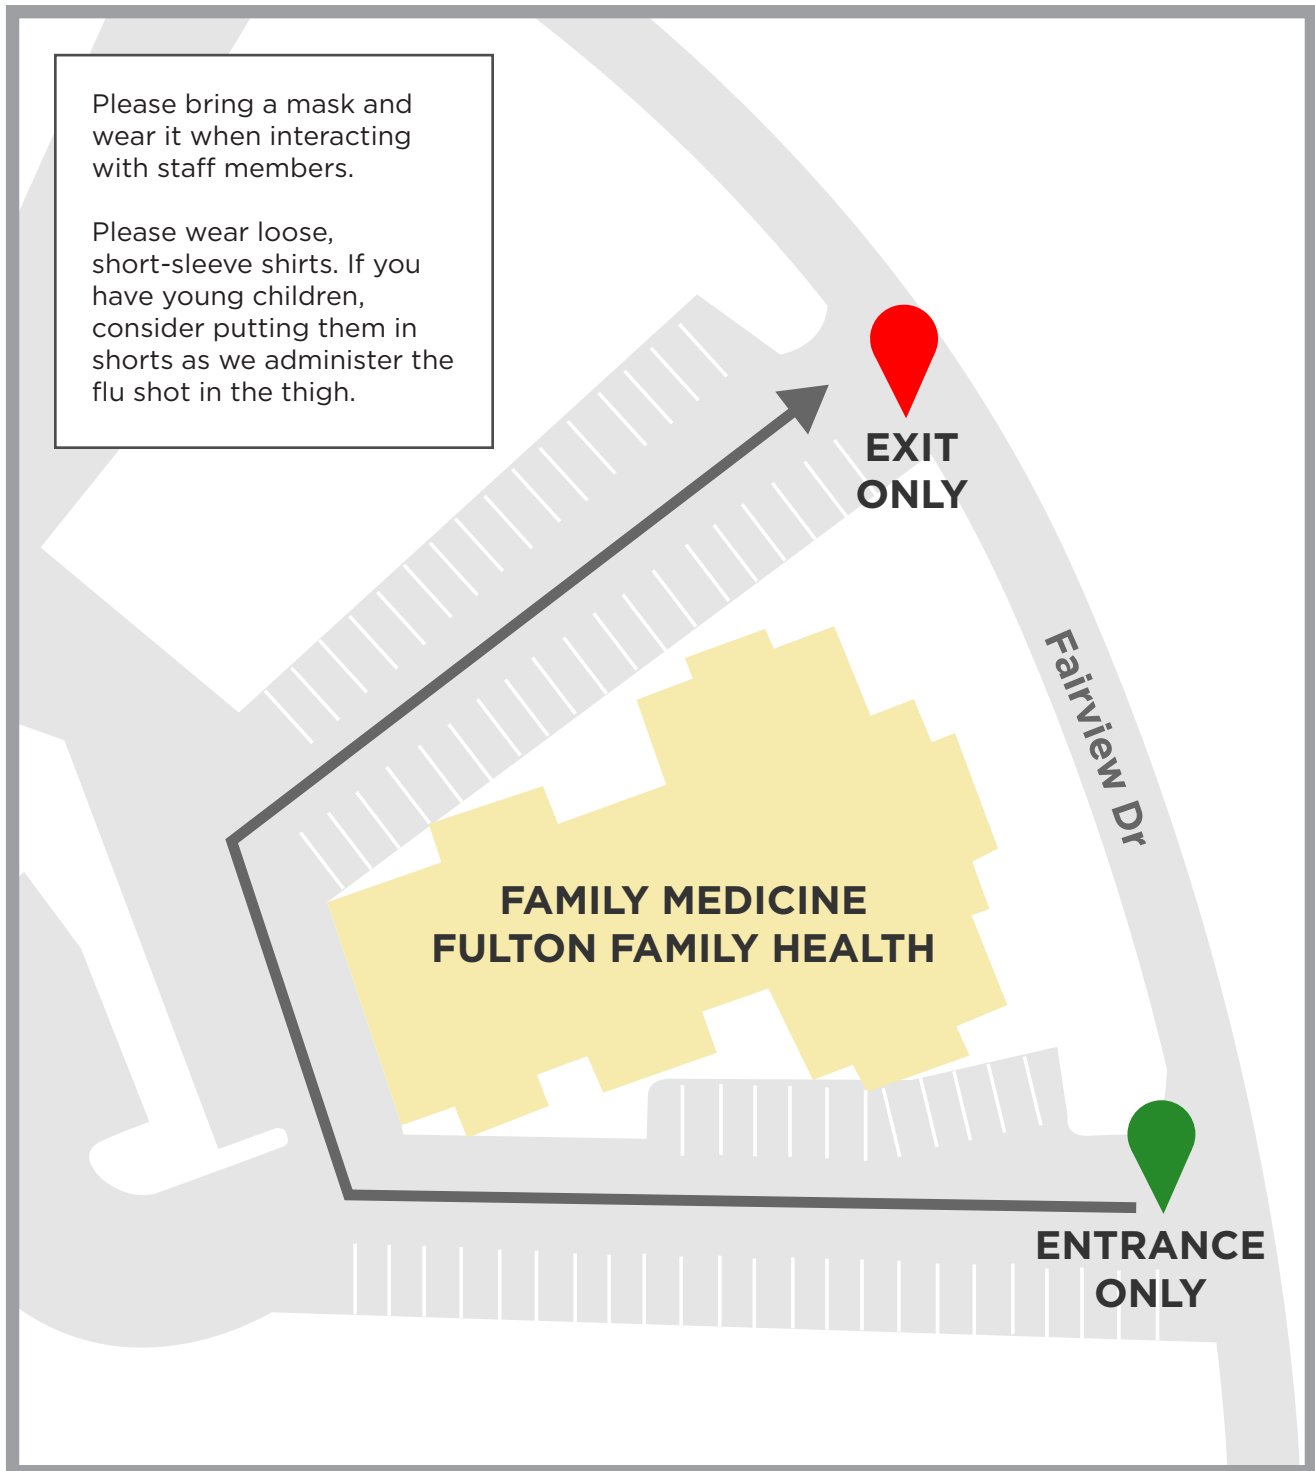 Please bring a mask and
wear it when interacting
with staff members.
Please wear loose,
short-sleeve shirts. If you
have young children,
consider putting them in
shorts as we administer the
flu shot in the thigh.
EXIT
ONLY
Fairview Dr
FAMILY MEDICINE
FULTON FAMILY HEALTH
ENTRANCE
ONLY